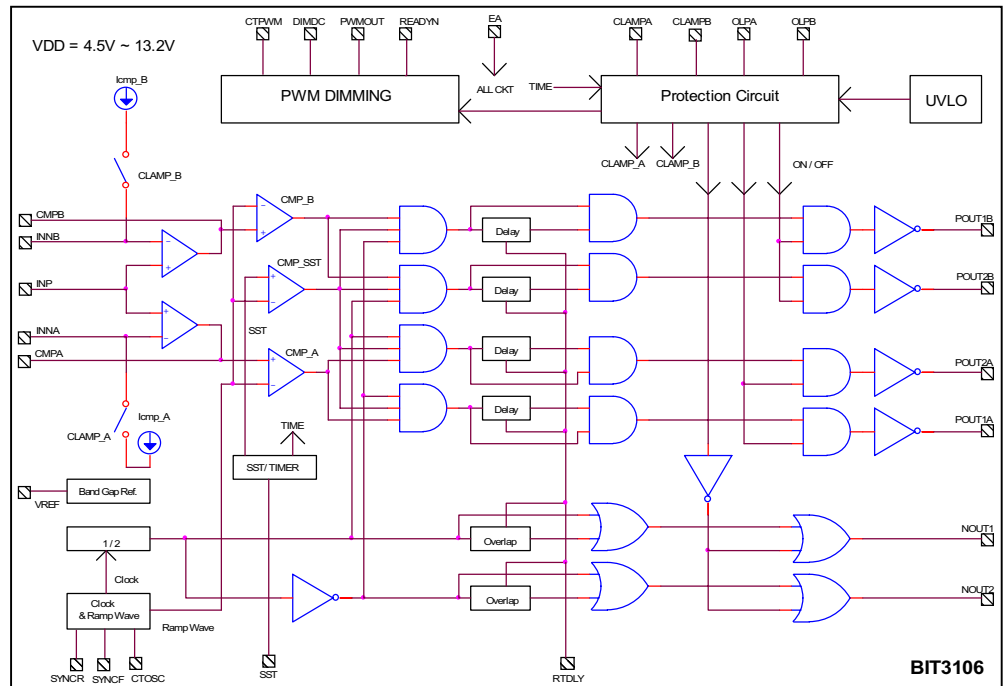 CTPWM DIMDC PWMOUT READYN EA CLAMPA CLAMPB OLPA OLPB
VDD = 4.5V ~ 13.2V
Icmp_B
PWM DIMMING
ALL CKT
TIME
Protection Circuit
UVLO
CLAMP_A CLAMP_B
ON / OFF
CLAMP_B
CMPB
CMP_B
INNB
Delay
POUT1B
CMP_SST
INP
Delay
POUT2B
SST
INNA
CMP_A
Delay
CMPA
POUT2A
Icmp_A
CLAMP_A
TIME
Delay
POUT1A
SST/ TIMER
Band Gap Ref.
VREF
1 / 2
Overlap
NOUT1
Clock
Clock
& Ramp Wave
Ramp Wave
Overlap
NOUT2
SYNCR SYNCF CTOSC
SST
RTDLY
BIT3106
- + + - - + + - + -